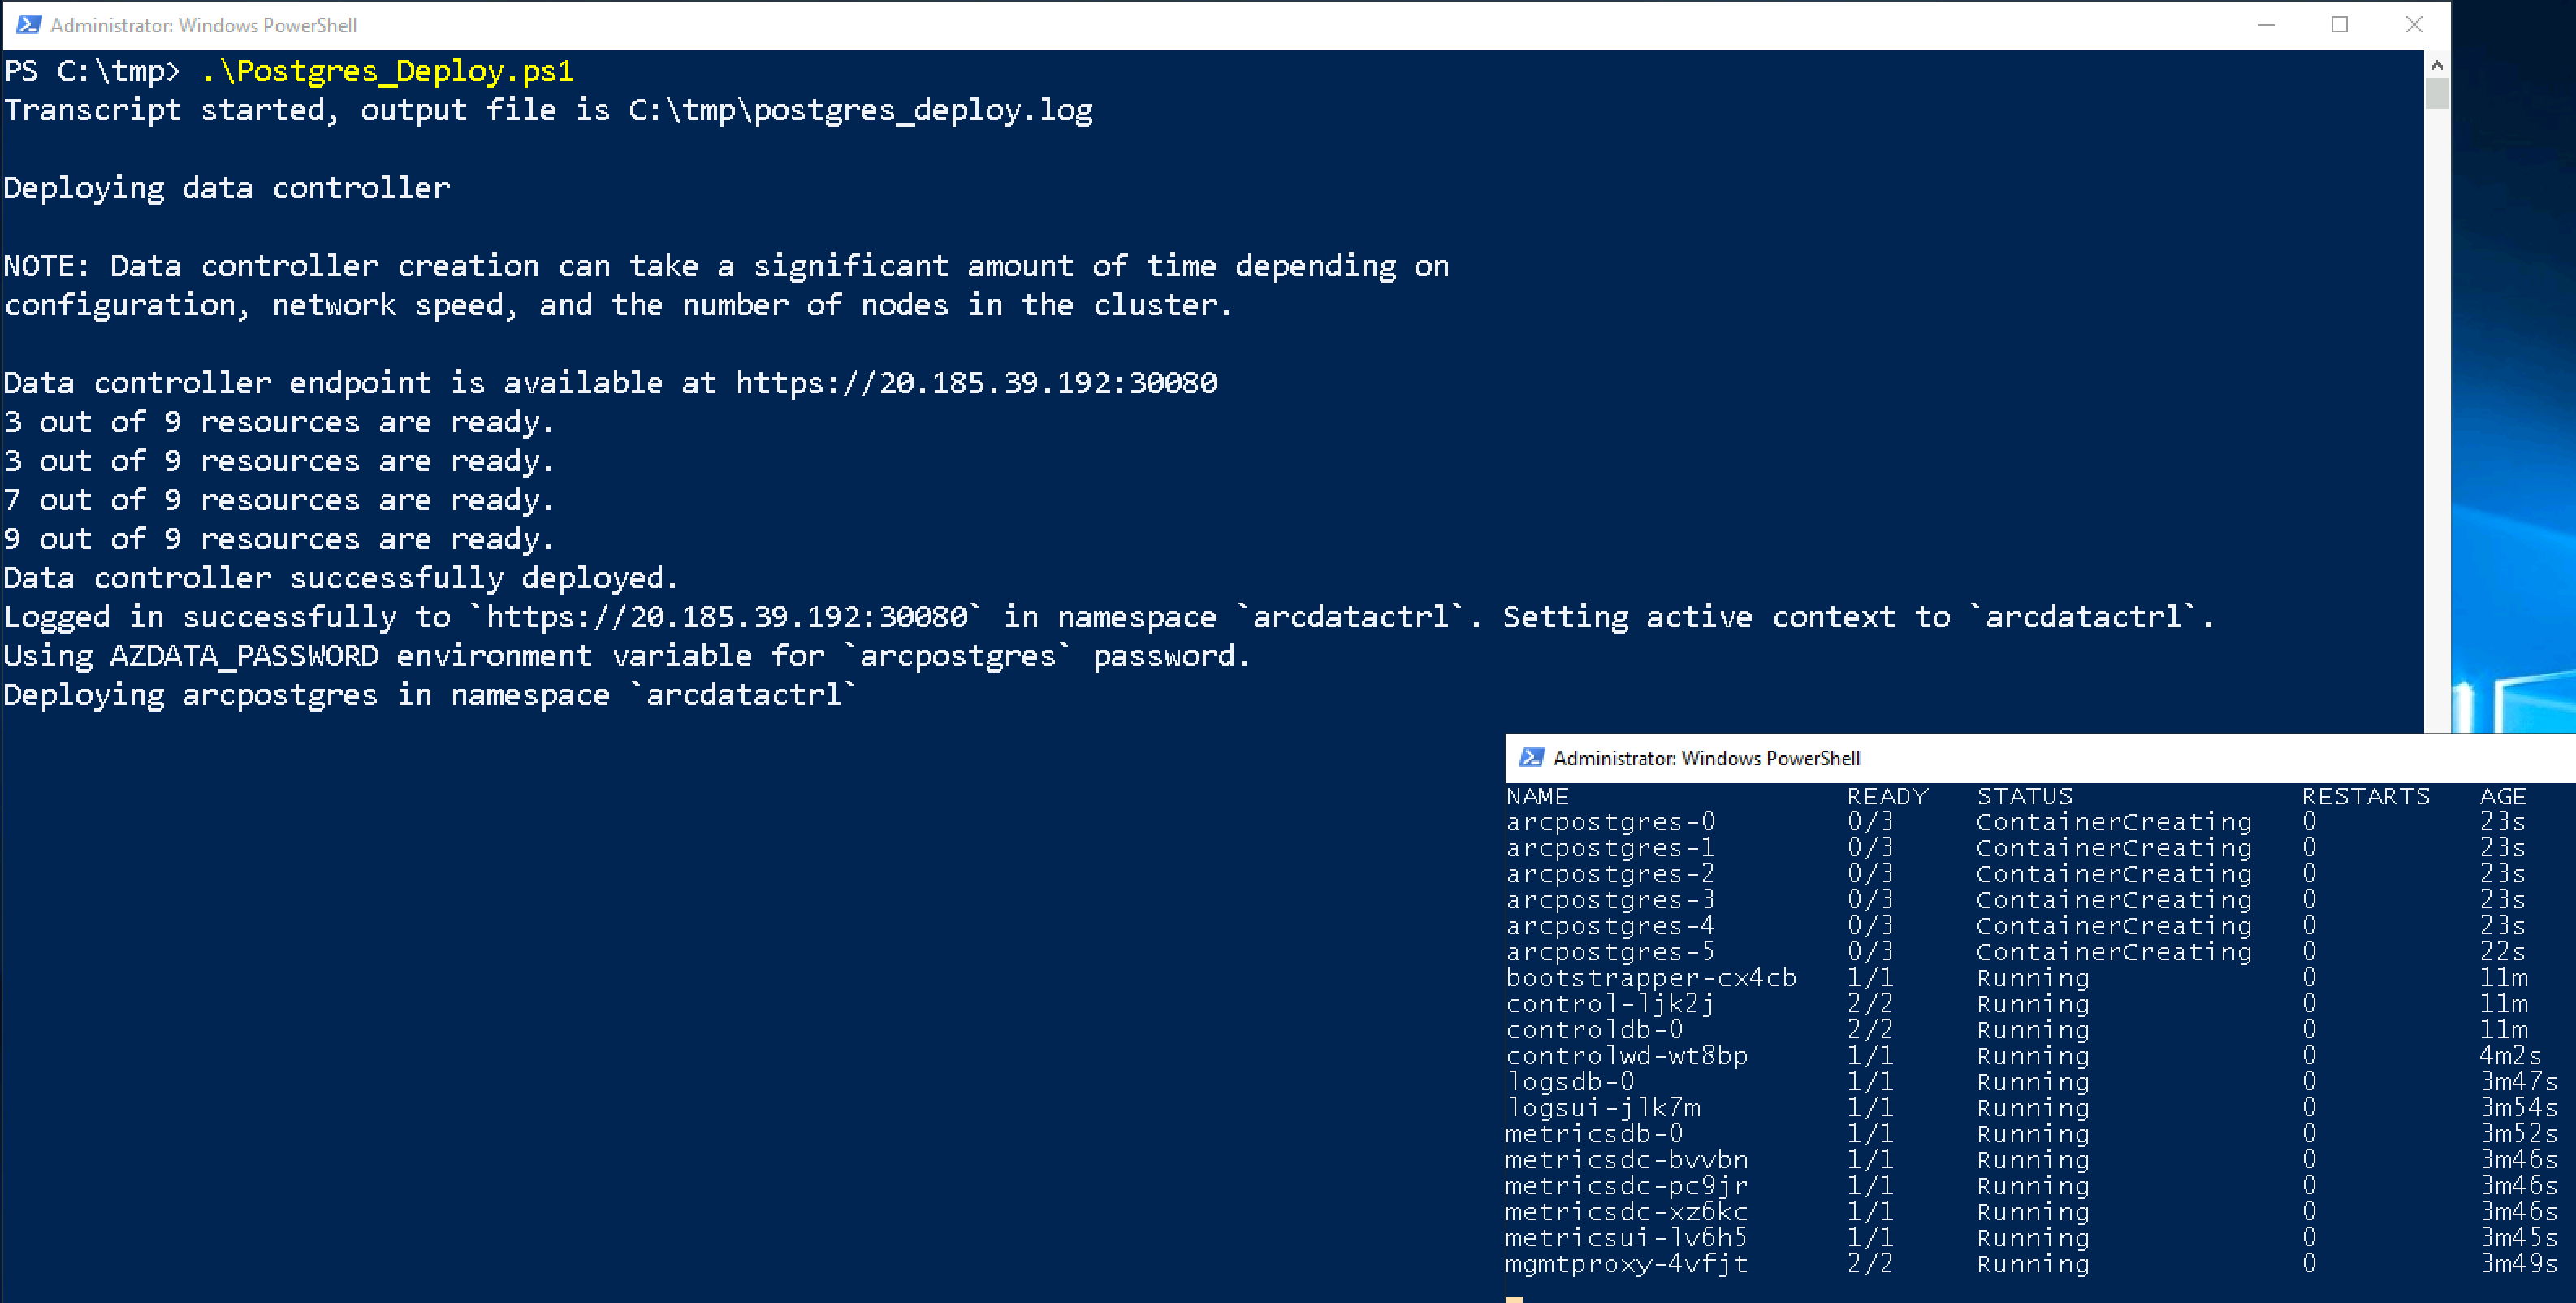 Administrator: Windows PowerShell
PS C:\tmp> .\Postgres_Deploy.ps1
Transcript started, output file is C:\tmp\postgres_deploy.log
Deploying data controller
NOTE: Data controller creation can take a significant amount of time depending on
configuration, network speed, and the number of nodes in the cluster.
Data controller endpoint is available at https://20.185.39.192:30080
3 out of 9 resources are ready.
3 out of 9 resources are ready.
7 out of 9 resources are ready.
9 out of 9 resources are ready.
Data controller successfully deployed.
Logged in successfully to `https://20.185.39.192:30080` in namespace `arcdatactrl`. Setting active context to `arcdatactrl`.
Using AZDATA_PASSWORD environment variable for `arcpostgres` password.
Deploying arcpostgres in namespace `arcdatactrl`
Administrator: Windows PowerShell
NAME READY STATUS RESTARTS AGE
arcpostgres-0 0/3 ContainerCreating 0 23s
arcpostgres-1 0/3 ContainerCreating 0 23s
arcpostgres-2 0/3 ContainerCreating 0 23s
arcpostgres-3 0/3 ContainerCreating 0 23s
arcpostgres-4 0/3 ContainerCreating 0 23s
arcpostgres-5 0/3 ContainerCreating 0 22s
bootstrapper-cx4cb 1/1 Running 0 11m
control-ljk2j 2/2 Running 0 11m
controldb-0 2/2 Running 0 11m
controlwd-wt8bp 1/1 Running 0 4m2s
logsdb-0 1/1 Running 0 3m47s
logsui-jlk7m 1/1 Running 0 3m54s
metricsdb-0 1/1 Running 0 3m52s
metricsdc-bvvbn 1/1 Running 0 3m46s
metricsdc-pc9jr 1/1 Running 0 3m46s
metricsdc-xz6kc 1/1 Running 0 3m46s
metricsui-lv6h5 1/1 Running 0 3m45s
mgmtproxy-4vfjt 2/2 Running 0 3m49s